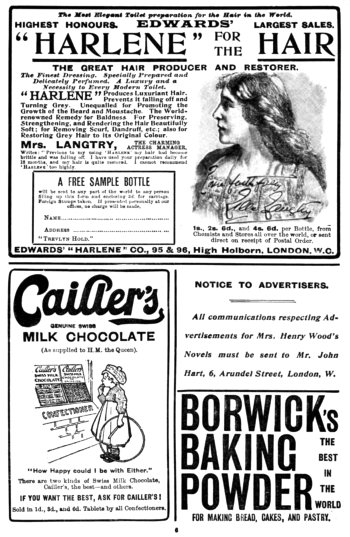 The Most Elegant Toilet preparation for the Hair in the World.
HIGHEST HONOURS. EDWARDS' LARGEST SALES.
"HARLENE" FOR THE HAIR
THE GREAT HAIR PRODUCER AND RESTORER.
The Finest Dressing. Specially Prepared and
Delicately Perfumed. A Luxury and a
Necessity to Every Modern Toilet.
"HARLENE" Produces Luxuriant Hair.
Prevents it falling off and
Turning Grey. Unequalled for Promoting the
Growth of the Beard and Moustache. The World-
renowned Remedy for Baldness For Preserving,
Strengthening, and Rendering the Hair Beautifully
Soft; for Removing Scurf, Dandruff, etc.; also for
Restoring Grey Hair to its Original Colour.
Mrs. LANGTRY, THE CHARMING
ACTRESS MANAGER,
Writes: "Previous to my using 'HARLENE' my hair had become
brittle and was falling off. I have used your preparation daily for
18 months, and my hair is quite restored. I cannot recommend
'HARLENE' too highly.
A FREE SAMPLE BOTTLE
will be sent to any part of the world to any person
filling up this form and enclosing 3d. for carriage.
Foreign Stamps taken. If presented personally at our
offices, no charge will be made.
NAME
ADDRESS
"TREVLYN HOLD."
1s., 2s. 6d., and 4s. 6d. per Bottle, from
Chemists and Stores all over the world, or sent
direct on receipt of Postal Order.
EDWARDS' "HARLENE" CO., 95 & 96, High Holborn, LONDON, W.C.
Cailler's
GENUINE SWISS
MILK CHOCOLATE
(As supplied to H.M. the Queen).
CONFECTIONER
"How Happy could I be with Either."
There are two kinds of Swiss Milk Chocolate,
Cailler's, the best—and others.
IF YOU WANT THE BEST, ASK FOR CAILLER'S!
Sold in 1d., 3d., and 6d. Tablets by all Confectioners.
NOTICE TO ADVERTISERS.
All communications respecting Ad-
vertisements for Mrs. Henry Wood's
Novels must be sent to Mr. John
Hart, 6, Arundel Street, London, W.
BORWICK'S
BAKING
POWDER
THE
BEST
IN
THE
WORLD
FOR MAKING BREAD, CAKES, AND PASTRY.
6